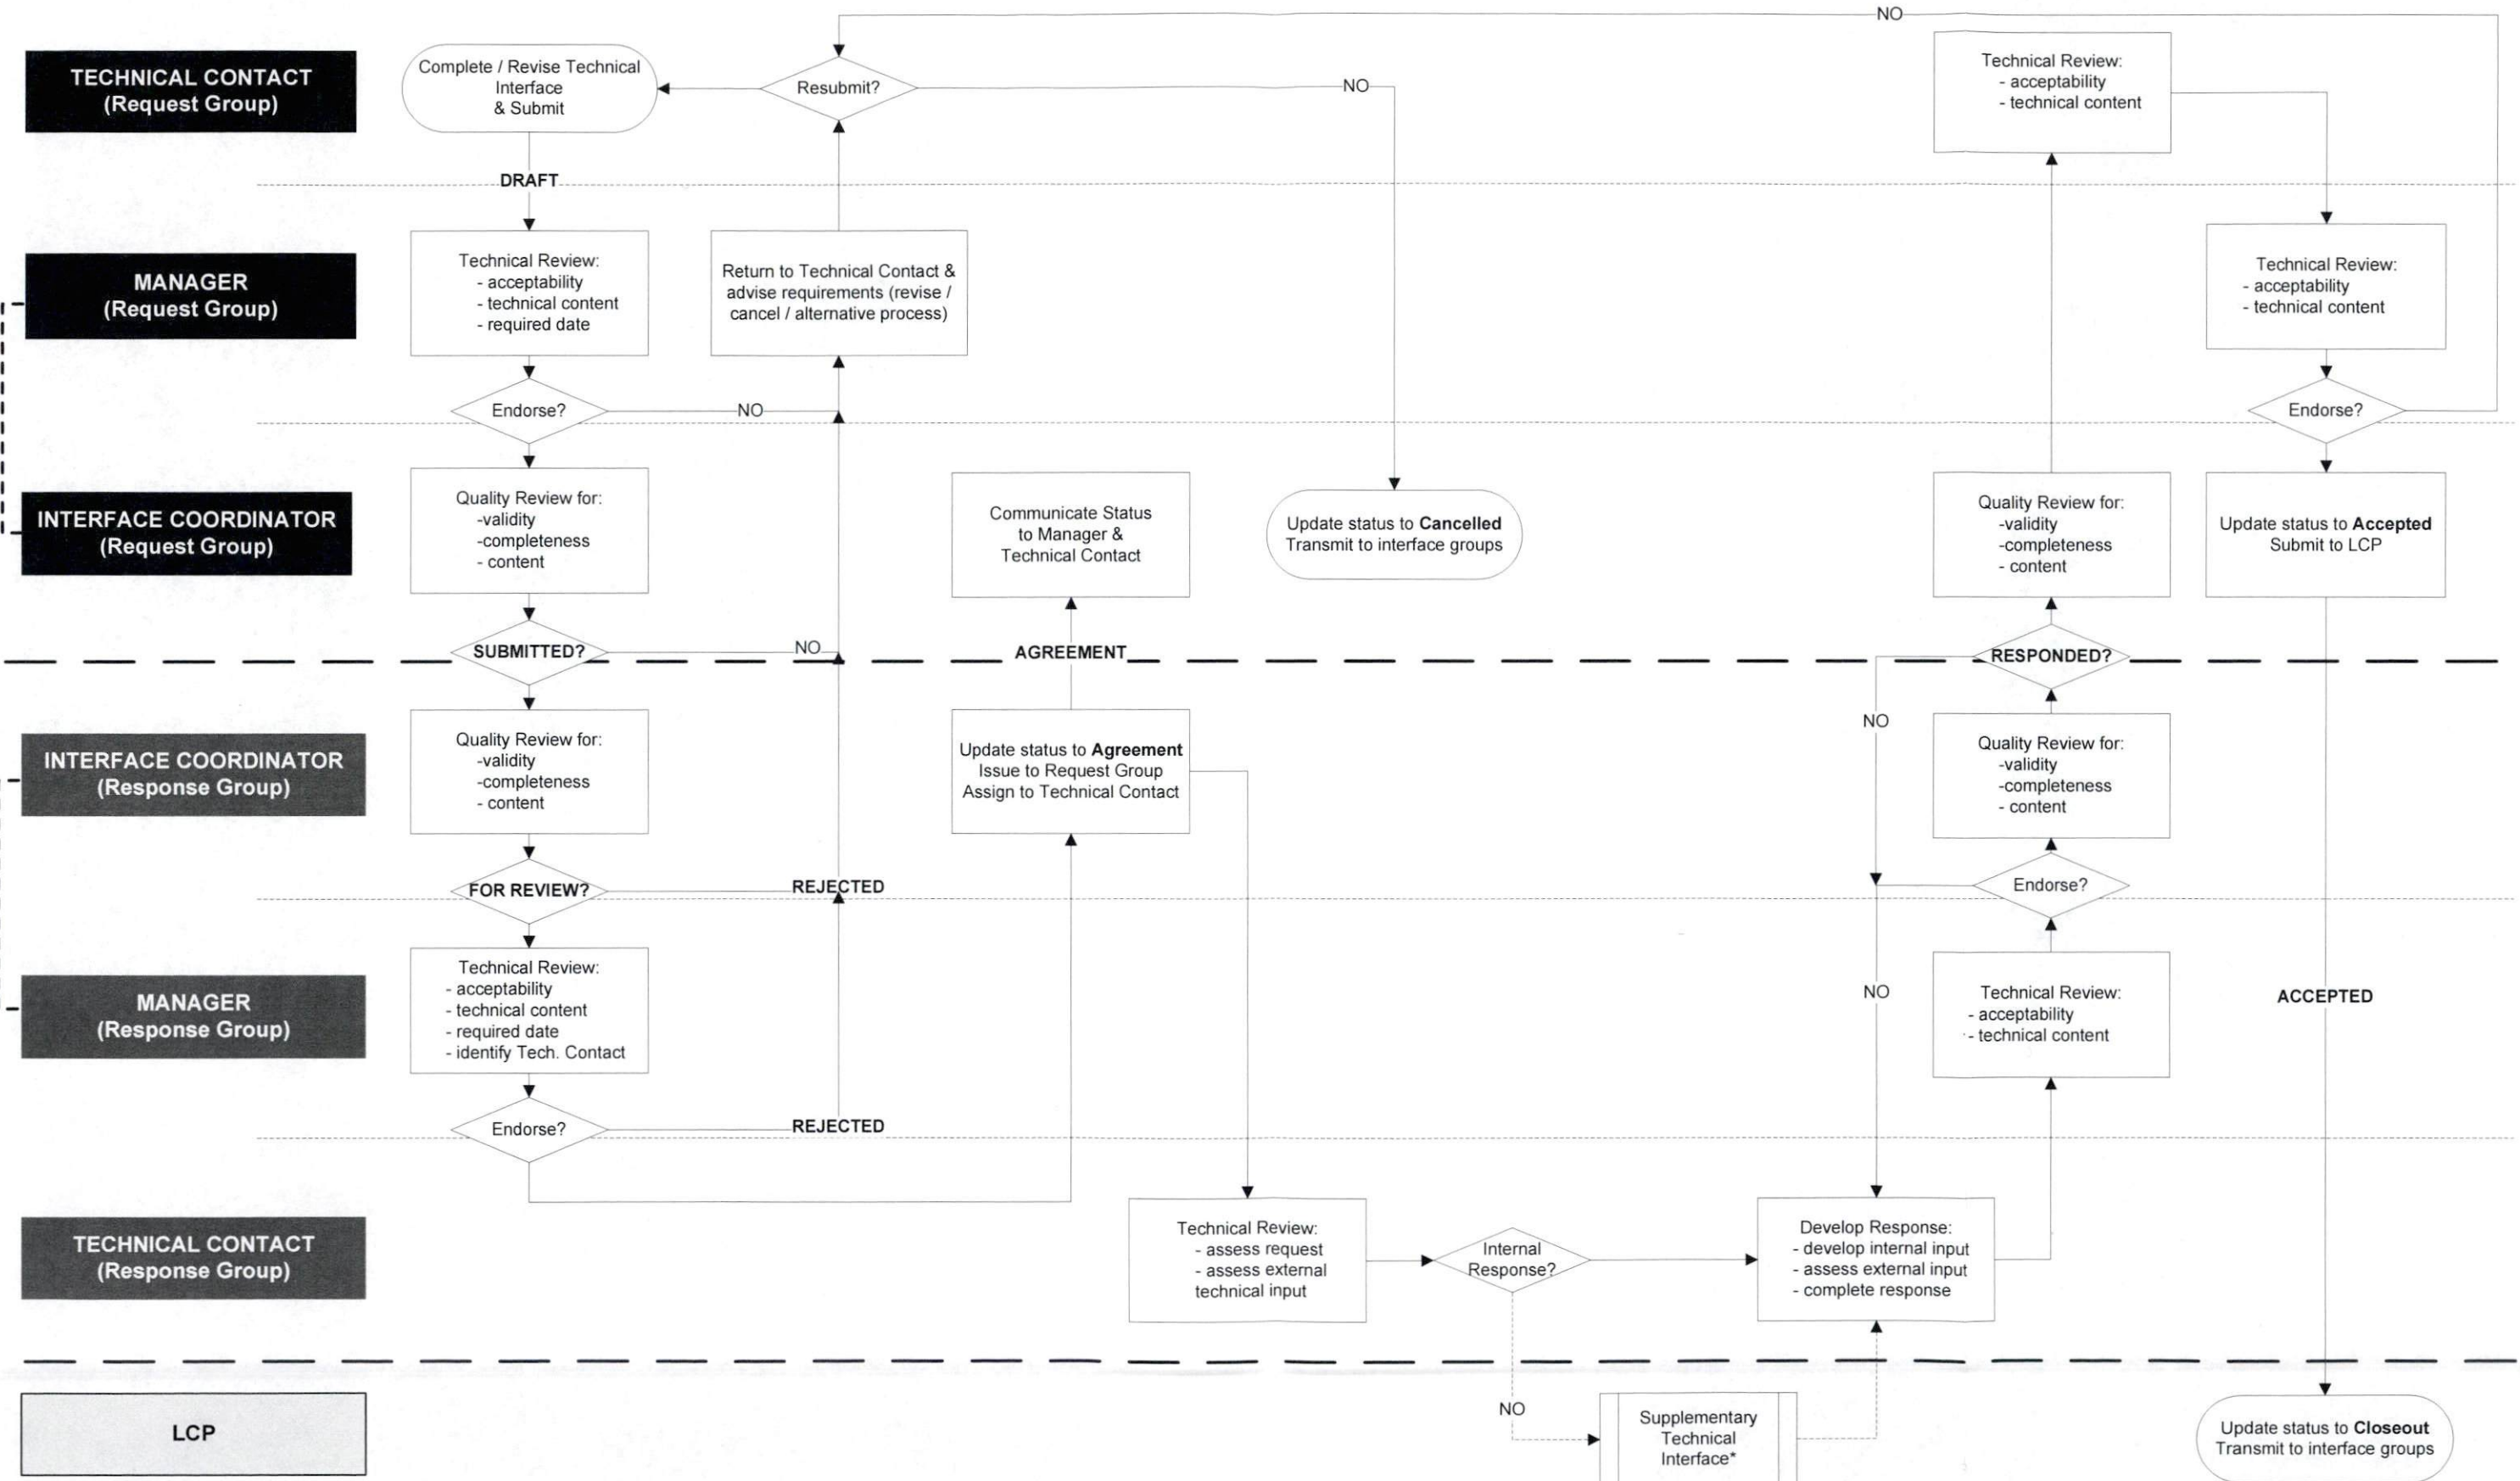 NO
TECHNICAL CONTACT
(Request Group)
Complete / Revise Technical
Interface
& Submit
Resubmit?
NO
Technical Review:
- acceptability
- technical content
DRAFT
MANAGER
(Request Group)
Technical Review:
- acceptability
- technical content
- required date
Return to Technical Contact &
advise requirements (revise /
cancel / alternative process)
Technical Review:
- acceptability
- technical content
Endorse?
NO
Endorse?
INTERFACE COORDINATOR
(Request Group)
Quality Review for:
-validity
-completeness
- content
Communicate Status
to Manager &
Technical Contact
Update status to Cancelled
Transmit to interface groups
Quality Review for:
-validity
-completeness
- content
Update status to Accepted
Submit to LCP
SUBMITTED?
NO
AGREEMENT
RESPONDED?
NO
INTERFACE COORDINATOR
(Response Group)
Quality Review for:
-validity
-completeness
- content
Update status to Agreement
Issue to Request Group
Assign to Technical Contact
Quality Review for:
-validity
-completeness
- content
FOR REVIEW?
REJECTED
Endorse?
MANAGER
(Response Group)
Technical Review:
- acceptability
- technical content
- required date
- identify Tech. Contact
NO
Technical Review:
- acceptability
- technical content
ACCEPTED
Endorse?
REJECTED
TECHNICAL CONTACT
(Response Group)
Technical Review:
- assess request
- assess external
technical input
Internal
Response?
Develop Response:
- develop internal input
- assess external input
- complete response
LCP
NO
Supplementary
Technical
Interface*
Update status to Closeout
Transmit to interface groups